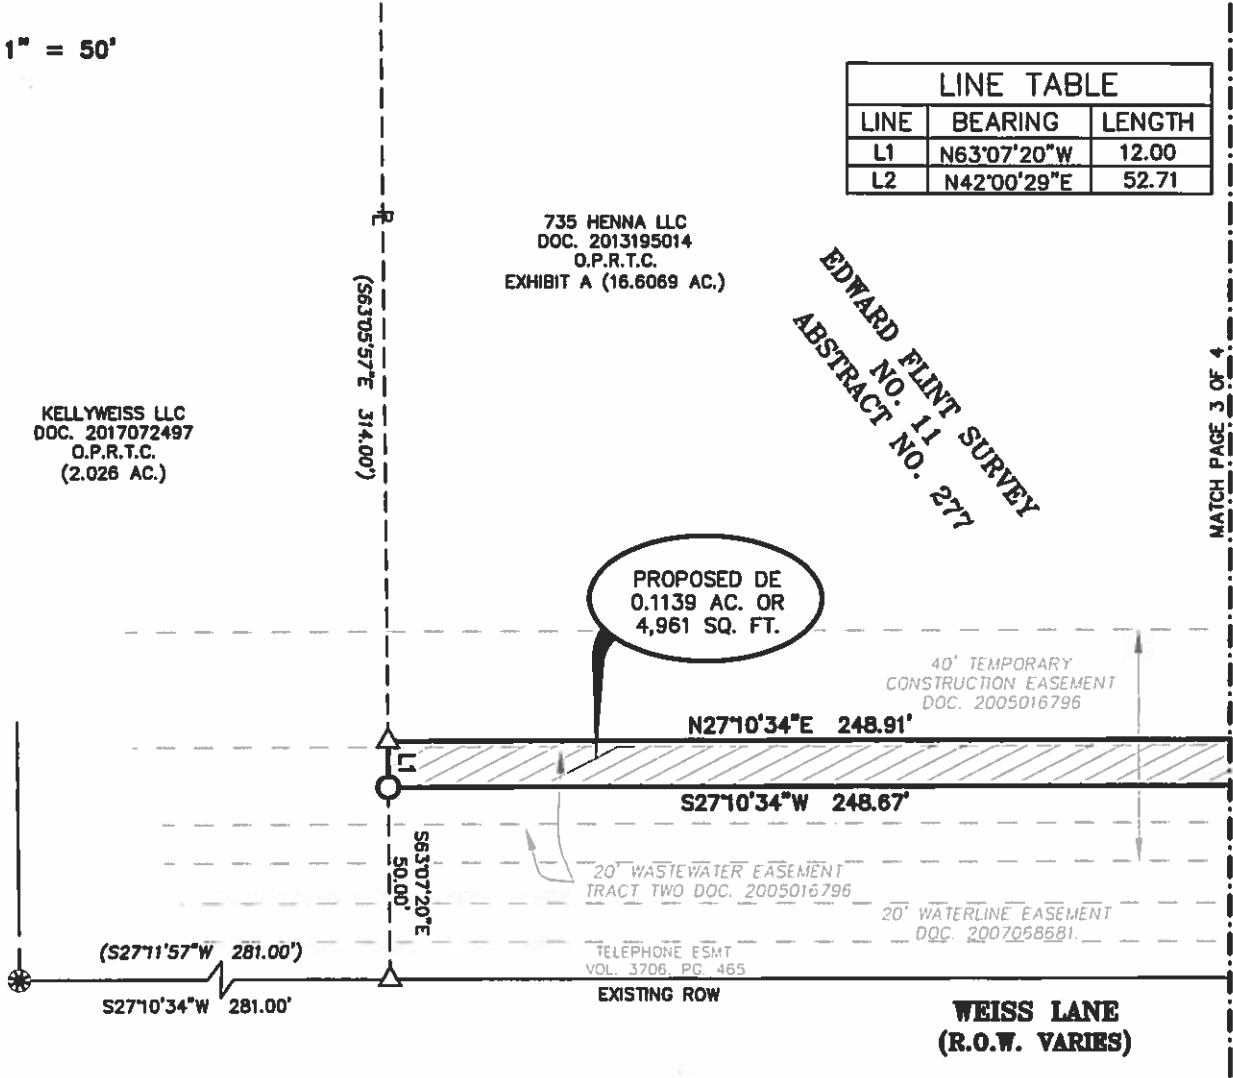 1" = 50'
LINE TABLE
LINE BEARING LENGTH
L1 N63°07'20"W 12.00
L2 N42°00'29"E 52.71
PL
735 HENNA LLC
DOC. 2013195014
O.P.R.T.C.
EXHIBIT A (16.6069 AC.)
(S63°05'57"E 314.00')
EDWARD FLINT SURVEY
NO. 11
ABSTRACT NO. 277
MATCH PAGE 3 OF 4
KELLYWEISS LLC
DOC. 2017072497
O.P.R.T.C.
(2.026 AC.)
PROPOSED DE
0.1139 AC. OR
4,961 SQ. FT.
40' TEMPORARY
CONSTRUCTION EASEMENT
DOC. 2005016796
N27°10'34"E 248.91'
L1
S27°10'34"W 248.67'
S63°07'20"E
50.00'
20' WASTEWATER EASEMENT
TRACT TWO DOC. 2005016796
20' WATERLINE EASEMENT
DOC. 2007068681
TELEPHONE ESMT
VOL. 3706, PG. 465
(S27°11'57"W 281.00')
S27°10'34"W 281.00'
EXISTING ROW
WEISS LANE
(R.O.W. VARIES)